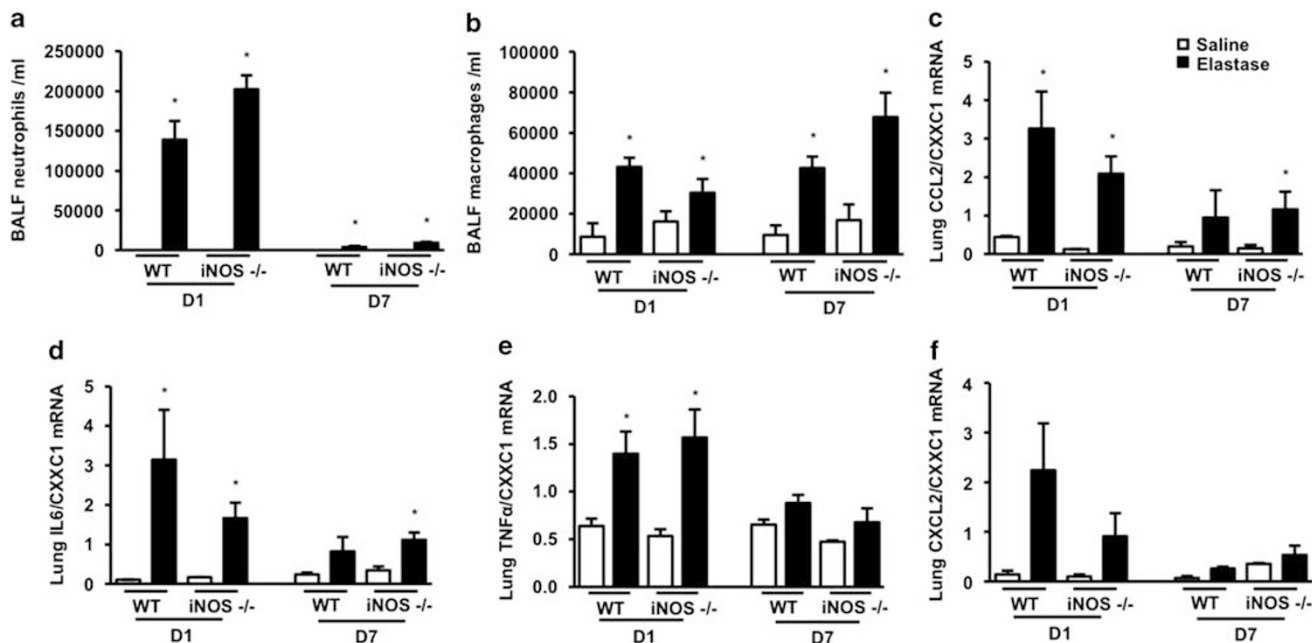 a
BALF neutrophils /ml
250000
200000
150000
100000
50000
0
* * * *
WT iNOS -/- WT iNOS -/-
D1 D7
b
BALF macrophages /ml
100000
80000
60000
40000
20000
0
* * * *
WT iNOS -/- WT iNOS -/-
D1 D7
c
Saline
Elastase
Lung CCL2/CXXC1 mRNA
5
4
3
2
1
0
* * *
WT iNOS -/- WT iNOS -/-
D1 D7
d
Lung IL6/CXXC1 mRNA
5
4
3
2
1
0
* * *
WT iNOS -/- WT iNOS -/-
D1 D7
e
Lung TNFα/CXXC1 mRNA
2.0
1.5
1.0
0.5
0.0
* *
WT iNOS -/- WT iNOS -/-
D1 D7
f
Lung CXCL2/CXXC1 mRNA
4
3
2
1
0
WT iNOS -/- WT iNOS -/-
D1 D7